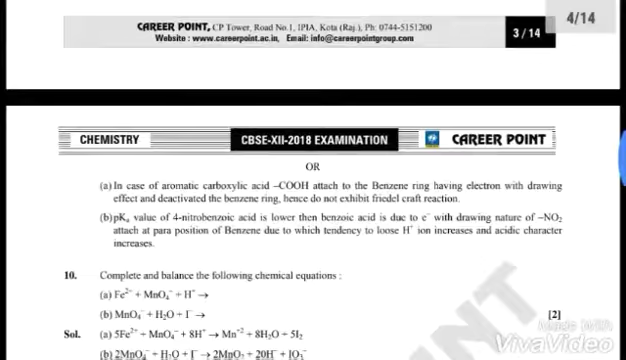 CAREER POINT, CP Tower, Road No.1, IPIA, Kota (Raj.), Ph: 0744-5151200
Website : www.careerpoint.ac.in, Email: info@careerpointgroup.com
3 / 14
4/14
CHEMISTRY
CBSE-XII-2018 EXAMINATION
CAREER POINT
OR
(a) In case of aromatic carboxylic acid –COOH attach to the Benzene ring having electron with drawing
effect and deactivated the benzene ring, hence do not exhibit friedel craft reaction.
(b) pKₐ value of 4-nitrobenzoic acid is lower then benzoic acid is due to e⁻ with drawing nature of –NO₂
attach at para position of Benzene due to which tendency to loose H⁺ ion increases and acidic character
increases.
10. Complete and balance the following chemical equations :
(a) Fe²⁺ + MnO₄⁻ + H⁺ →
(b) MnO₄⁻ + H₂O + I⁻ → [2]
Sol. (a) 5Fe²⁺ + MnO₄⁻ + 8H⁺ → Mn⁺² + 8H₂O + 5I₂
(b) 2MnO₄⁻ + H₂O + I⁻ → 2MnO₂ + 2OH⁻ + IO₃⁻
Made With
VivaVideo